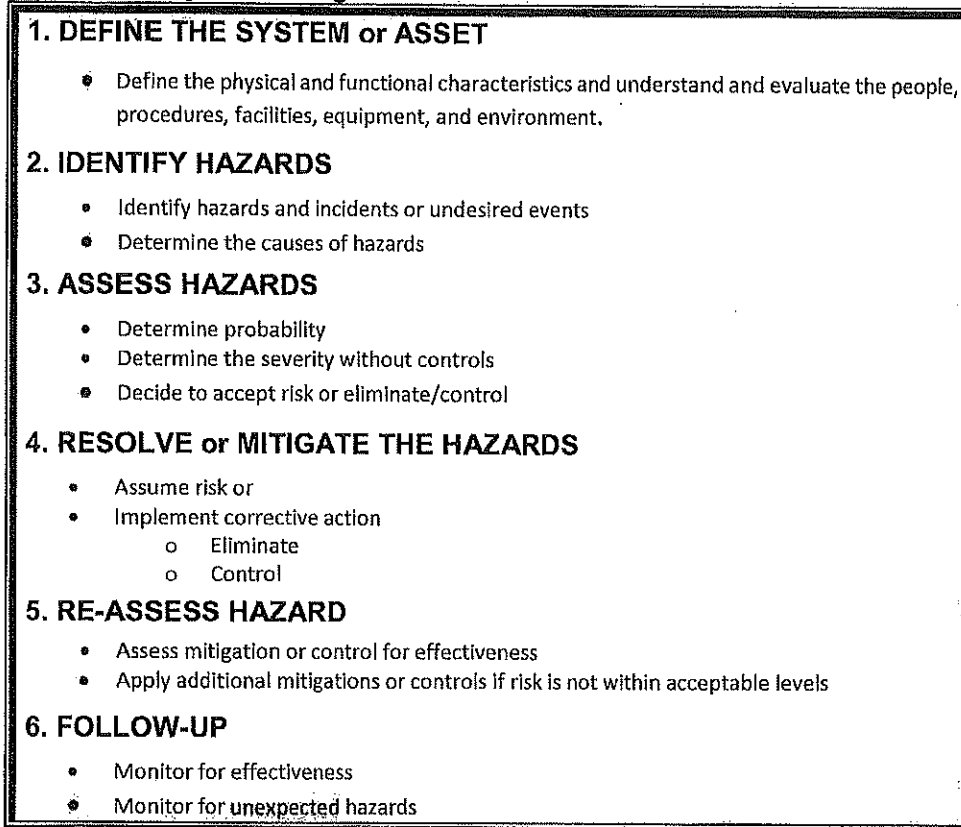 1. DEFINE THE SYSTEM or ASSET
• Define the physical and functional characteristics and understand and evaluate the people,
procedures, facilities, equipment, and environment.
2. IDENTIFY HAZARDS
• Identify hazards and incidents or undesired events
• Determine the causes of hazards
3. ASSESS HAZARDS
• Determine probability
• Determine the severity without controls
• Decide to accept risk or eliminate/control
4. RESOLVE or MITIGATE THE HAZARDS
• Assume risk or
• Implement corrective action
o Eliminate
o Control
5. RE-ASSESS HAZARD
• Assess mitigation or control for effectiveness
• Apply additional mitigations or controls if risk is not within acceptable levels
6. FOLLOW-UP
• Monitor for effectiveness
• Monitor for unexpected hazards